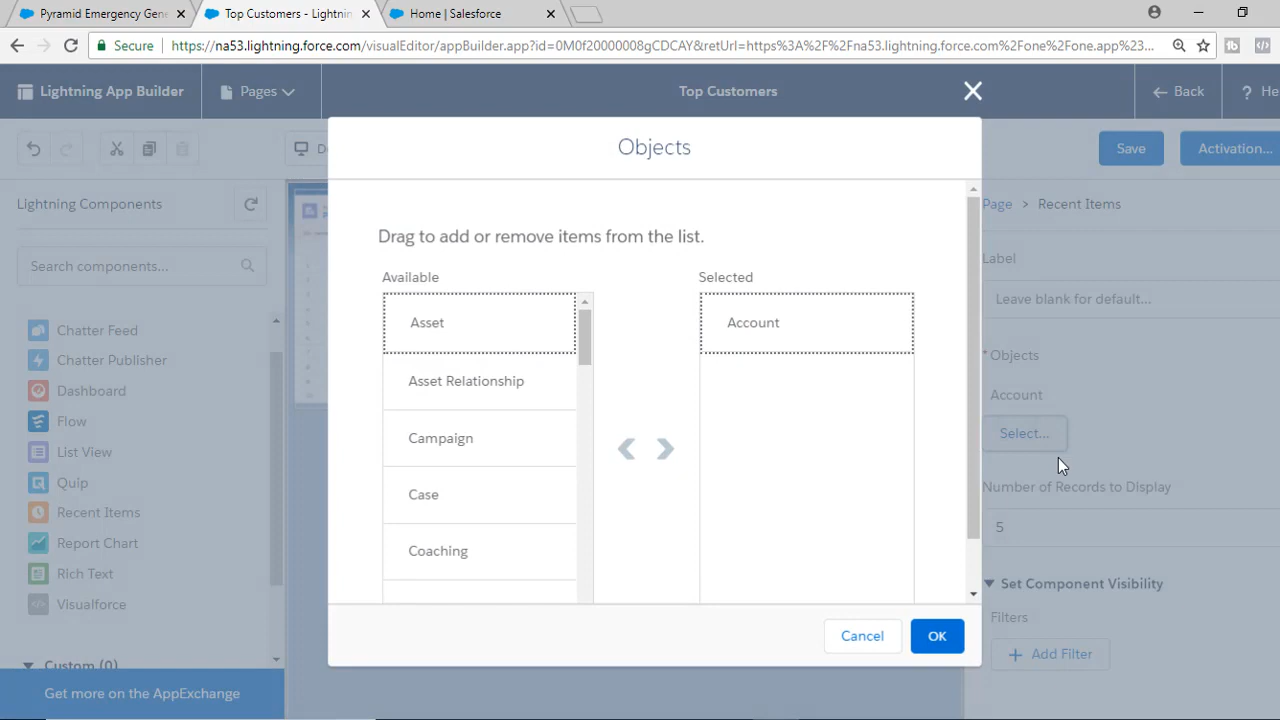 Pyramid Emergency Gene
Top Customers - Lightnin
Home | Salesforce
Secure
https://na53.lightning.force.com/visualEditor/appBuilder.app?id=0M0f20000008gCDCAY&retUrl=https%3A%2F%2Fna53.lightning.force.com%2Fone%2Fone.app%23...
Lightning App Builder
Pages
Top Customers
Back
? He
Save
Activation...
Objects
Lightning Components
Search components...
Chatter Feed
Chatter Publisher
Dashboard
Flow
List View
Quip
Recent Items
Report Chart
Rich Text
Visualforce
Custom (0)
Get more on the AppExchange
Drag to add or remove items from the list.
Available
Asset
Asset Relationship
Campaign
Case
Coaching
Selected
Account
Cancel
OK
Page > Recent Items
Label
Leave blank for default...
* Objects
Account
Select...
Number of Records to Display
5
Set Component Visibility
Filters
+ Add Filter